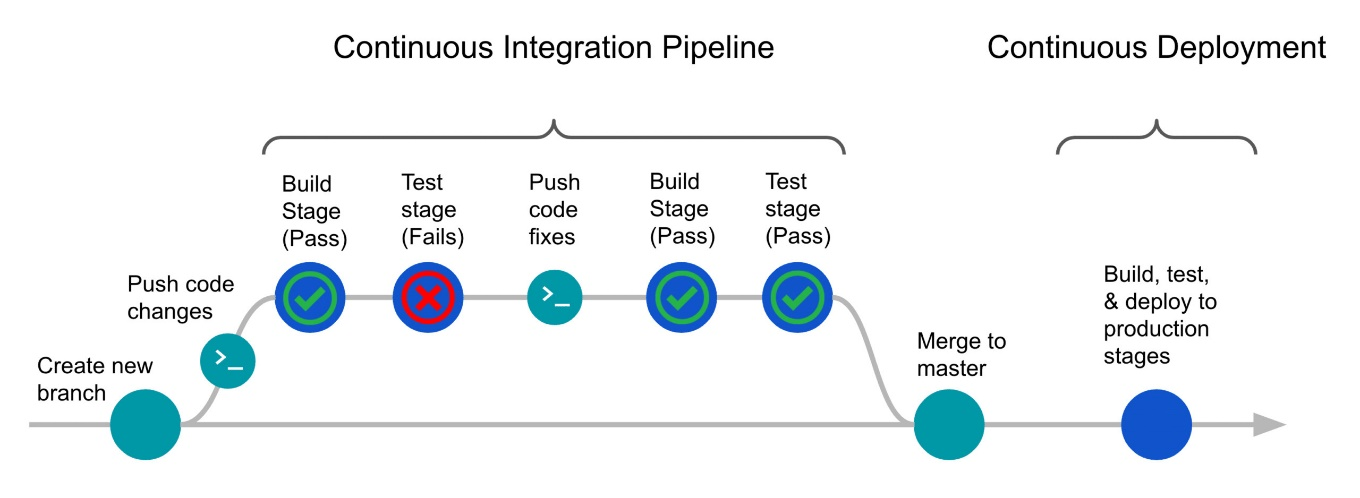 Continuous Integration Pipeline
Continuous Deployment
Build
Stage
(Pass)
Test
stage
(Fails)
Push
code
fixes
Build
Stage
(Pass)
Test
stage
(Pass)
Push code
changes
>_
>_
Create new
branch
Merge to
master
Build, test,
& deploy to
production
stages